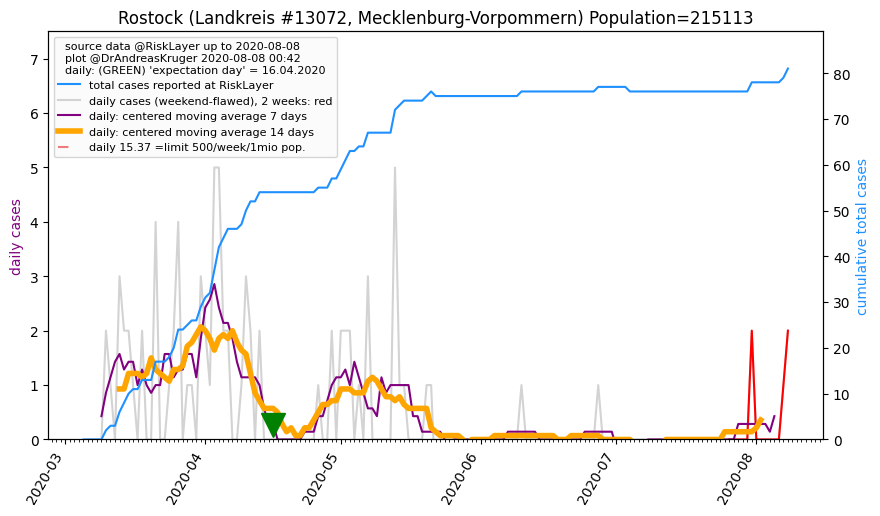 Rostock (Landkreis #13072, Mecklenburg-Vorpommern) Population=215113
source data @RiskLayer up to 2020-08-08
plot @DrAndreasKruger 2020-08-08 00:42
daily: (GREEN) 'expectation day' = 16.04.2020
total cases reported at RiskLayer
daily cases (weekend-flawed), 2 weeks: red
daily: centered moving average 7 days
daily: centered moving average 14 days
daily 15.37 =limit 500/week/1mio pop.
daily cases
7
6
5
4
3
2
1
0
cumulative total cases
80
70
60
50
40
30
20
10
0
2020-03
2020-04
2020-05
2020-06
2020-07
2020-08